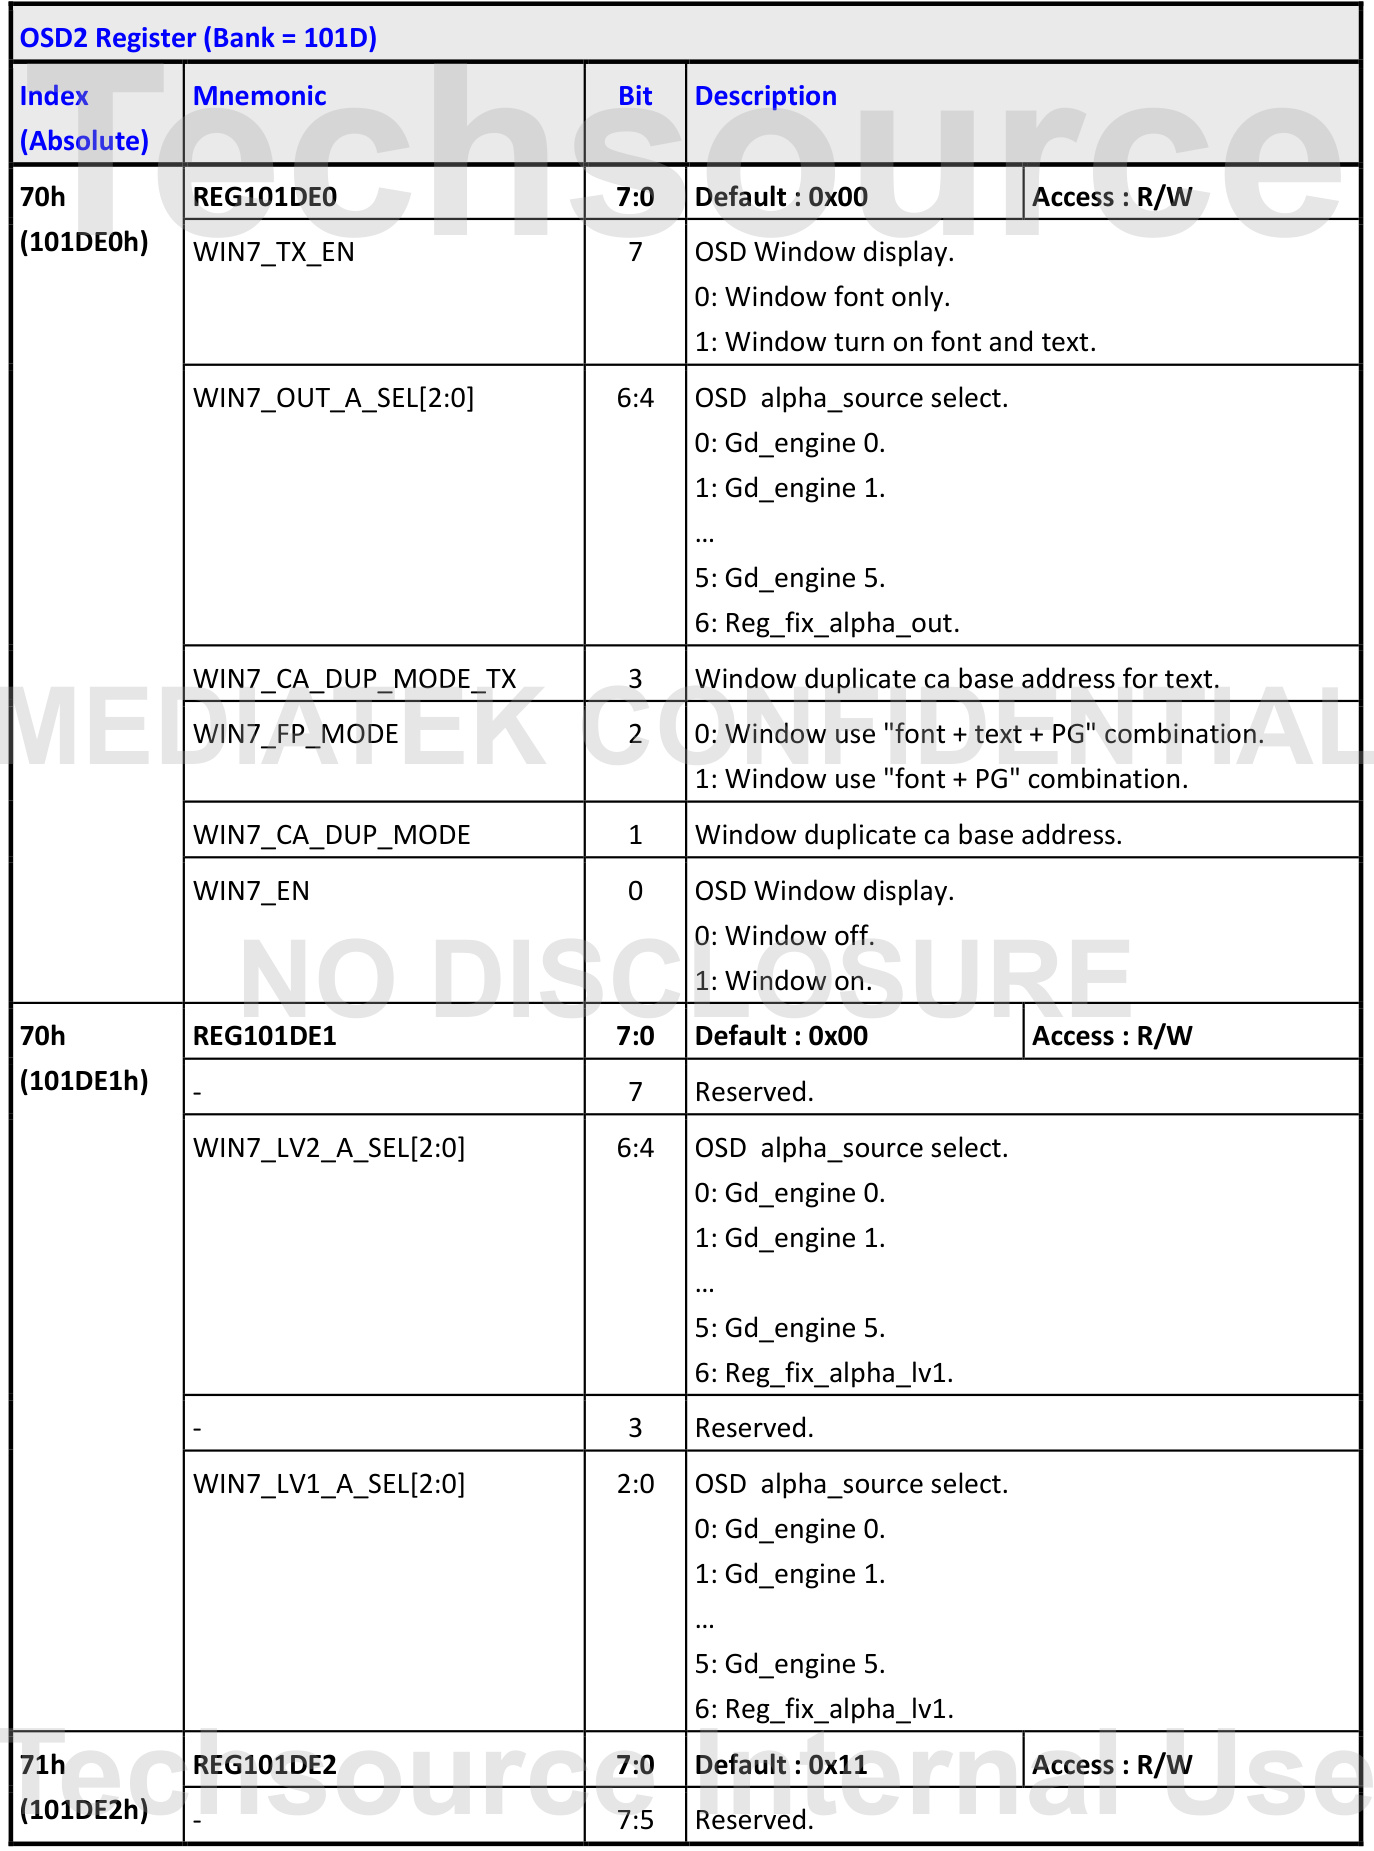 OSD2 Register (Bank = 101D)
Index (Absolute) Mnemonic Bit Description
70h (101DE0h) REG101DE0 7:0 Default : 0x00 Access : R/W
WIN7_TX_EN 7 OSD Window display.
0: Window font only.
1: Window turn on font and text.
WIN7_OUT_A_SEL[2:0] 6:4 OSD alpha_source select.
0: Gd_engine 0.
1: Gd_engine 1.
...
5: Gd_engine 5.
6: Reg_fix_alpha_out.
WIN7_CA_DUP_MODE_TX 3 Window duplicate ca base address for text.
WIN7_FP_MODE 2 0: Window use "font + text + PG" combination.
1: Window use "font + PG" combination.
WIN7_CA_DUP_MODE 1 Window duplicate ca base address.
WIN7_EN 0 OSD Window display.
0: Window off.
1: Window on.
70h (101DE1h) REG101DE1 7:0 Default : 0x00 Access : R/W
- 7 Reserved.
WIN7_LV2_A_SEL[2:0] 6:4 OSD alpha_source select.
0: Gd_engine 0.
1: Gd_engine 1.
...
5: Gd_engine 5.
6: Reg_fix_alpha_lv1.
- 3 Reserved.
WIN7_LV1_A_SEL[2:0] 2:0 OSD alpha_source select.
0: Gd_engine 0.
1: Gd_engine 1.
...
5: Gd_engine 5.
6: Reg_fix_alpha_lv1.
71h (101DE2h) REG101DE2 7:0 Default : 0x11 Access : R/W
- 7:5 Reserved.
Techsource
MEDIATEK CONFIDENTIAL
NO DISCLOSURE
Techsource Internal Use